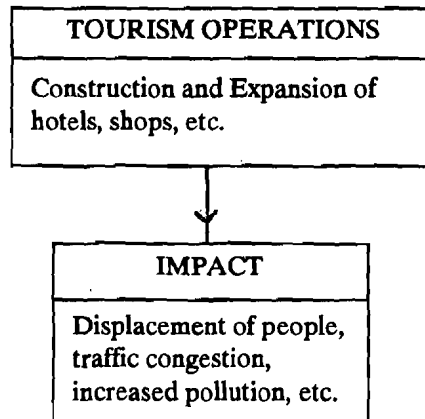 TOURISM OPERATIONS
Construction and Expansion of
hotels, shops, etc.
IMPACT
Displacement of people,
traffic congestion,
increased pollution, etc.